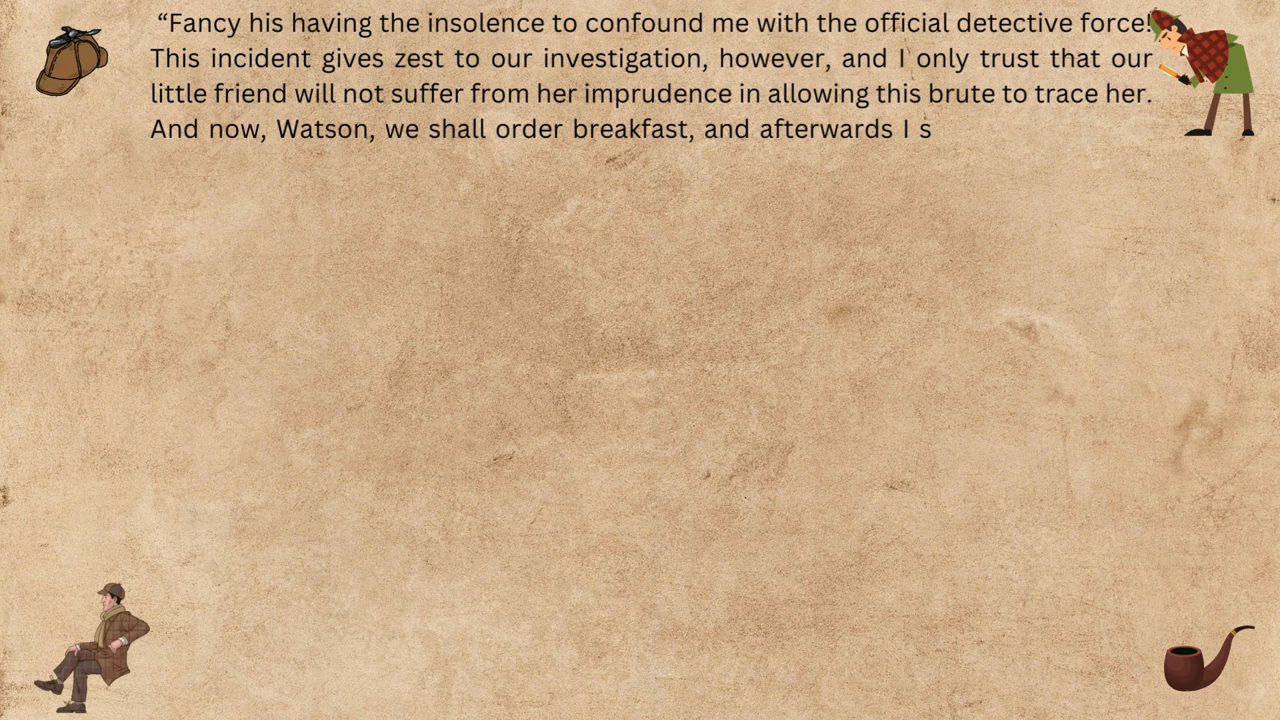 “Fancy his having the insolence to confound me with the official detective force!
This incident gives zest to our investigation, however, and I only trust that our
little friend will not suffer from her imprudence in allowing this brute to trace her.
And now, Watson, we shall order breakfast, and afterwards I s